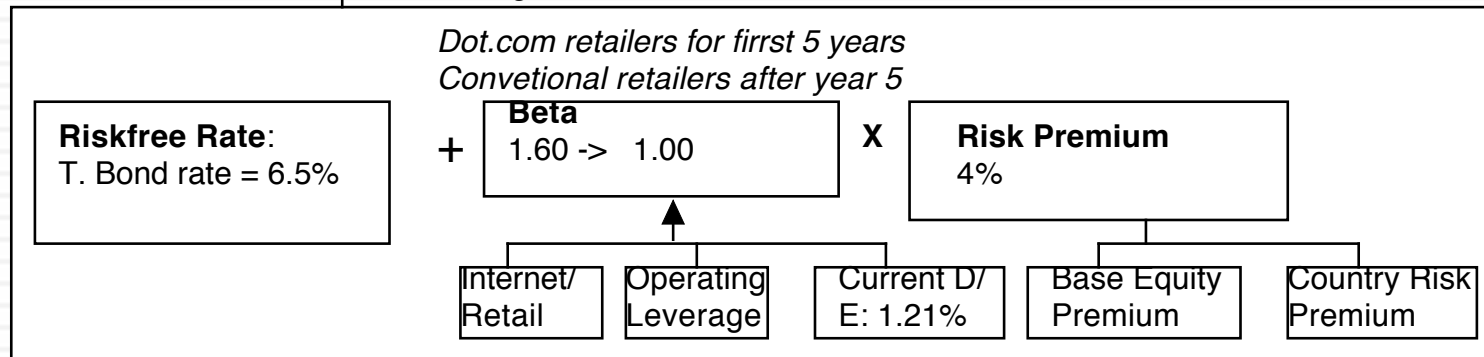 Dot.com retailers for firrst 5 years
Convetional retailers after year 5
Riskfree Rate:
T. Bond rate = 6.5%
+
Beta
1.60 -> 1.00
X
Risk Premium
4%
Internet/
Retail
Operating
Leverage
Current D/
E: 1.21%
Base Equity
Premium
Country Risk
Premium